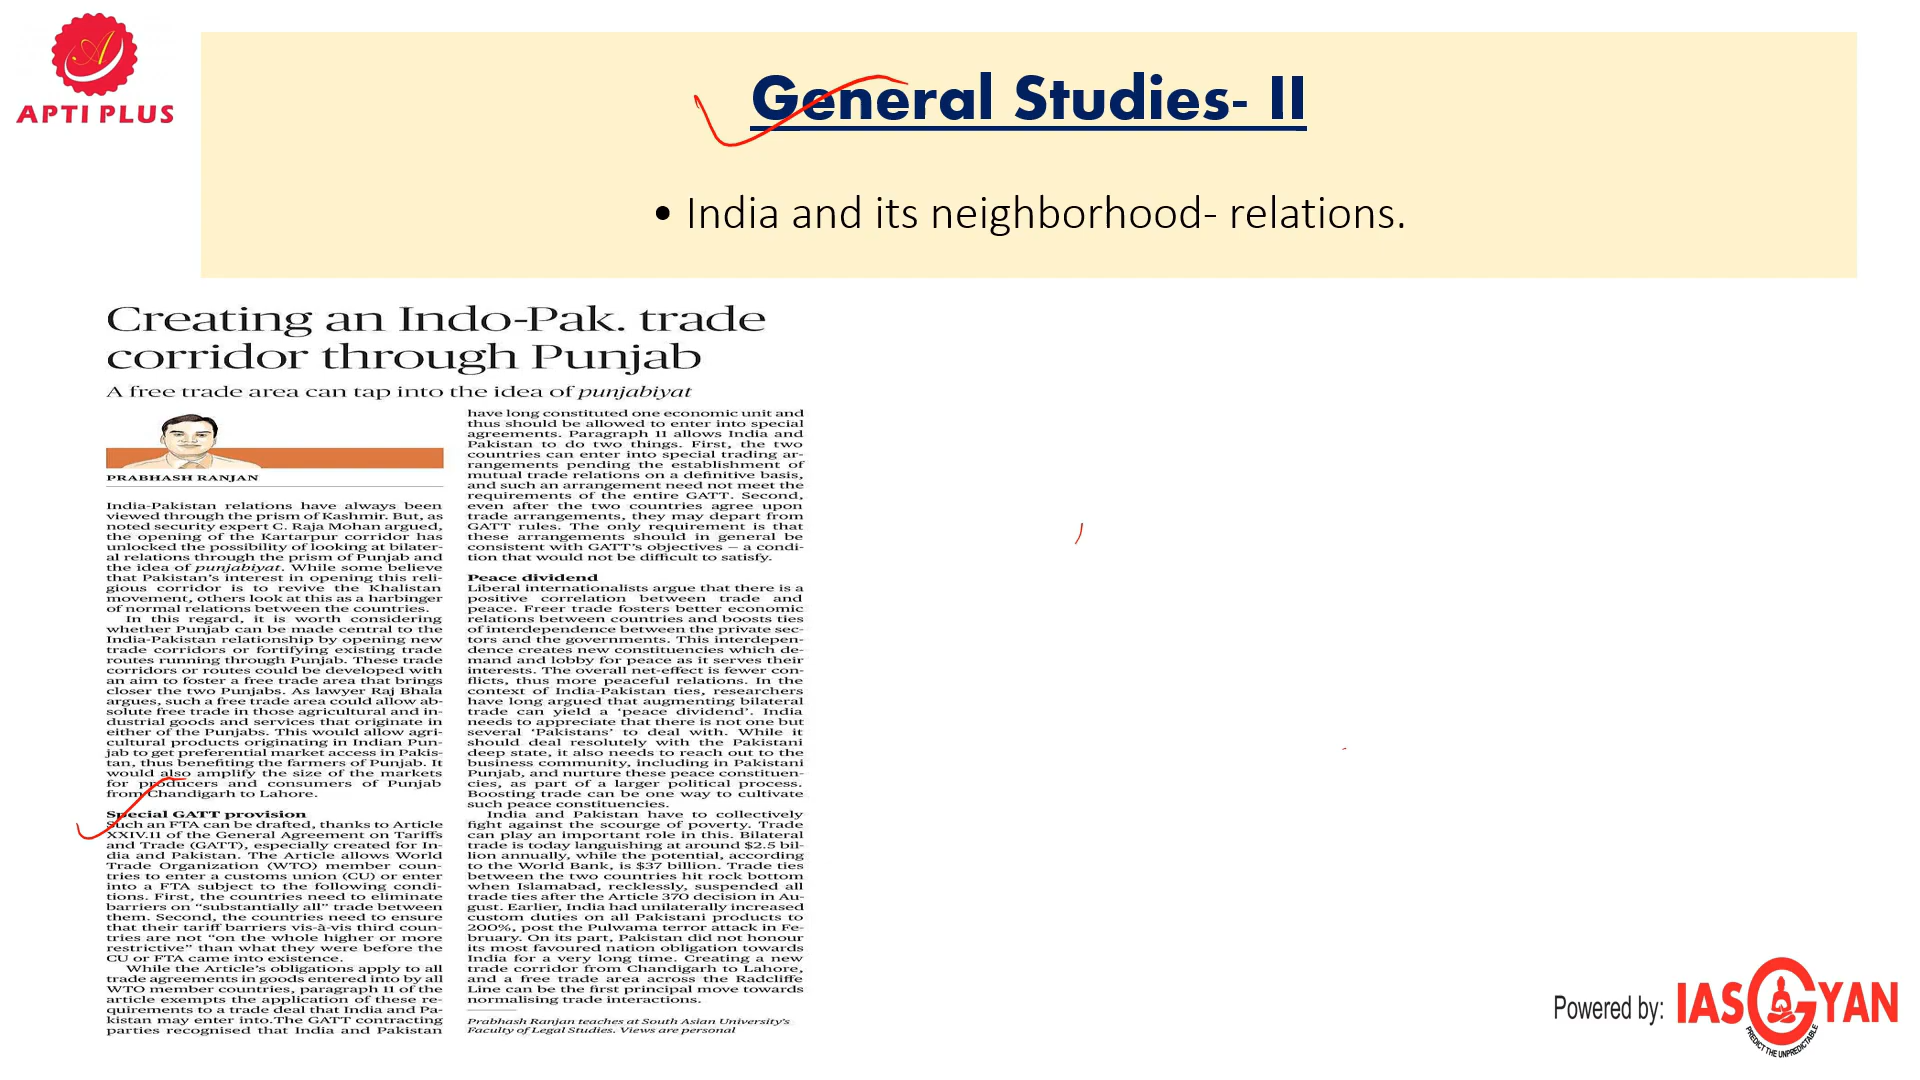 APTI PLUS
General Studies- II
• India and its neighborhood- relations.
Creating an Indo-Pak. trade
corridor through Punjab
A free trade area can tap into the idea of punjabiyat
PRABHASH RANJAN
India-Pakistan relations have always been
viewed through the prism of Kashmir. But, as
noted security expert C. Raja Mohan argued,
the opening of the Kartarpur corridor has
unlocked the possibility of looking at bilater-
al relations through the prism of Punjab and
the idea of punjabiyat. While some believe
that Pakistan's interest in opening this reli-
gious corridor is to revive the Khalistan
movement, others look at this as a harbinger
of normal relations between the countries.
In this regard, it is worth considering
whether Punjab can be made central to the
India-Pakistan relationship by opening new
trade corridors or fortifying existing trade
routes running through Punjab. These trade
corridors or routes could be developed with
an aim to foster a free trade area that brings
closer the two Punjabs. As lawyer Raj Bhala
argues, such a free trade area could allow ab-
solute free trade in those agricultural and in-
dustrial goods and services that originate in
either of the Punjabs. This would allow agri-
cultural products originating in Indian Pun-
jab to get preferential market access in Pakis-
tan, thus benefiting the farmers of Punjab. It
would also amplify the size of the markets
for producers and consumers of Punjab
from Chandigarh to Lahore.
Special GATT provision
Such an FTA can be drafted, thanks to Article
XXIV.11 of the General Agreement on Tariffs
and Trade (GATT), especially created for In-
dia and Pakistan. The Article allows World
Trade Organization (WTO) member coun-
tries to enter a customs union (CU) or enter
into a FTA subject to the following condi-
tions. First, the countries need to eliminate
barriers on “substantially all” trade between
them. Second, the countries need to ensure
that their tariff barriers vis-à-vis third coun-
tries are not “on the whole higher or more
restrictive” than what they were before the
CU or FTA came into existence.
While the Article's obligations apply to all
trade agreements in goods entered into by all
WTO member countries, paragraph 11 of the
article exempts the application of these re-
quirements to a trade deal that India and Pa-
kistan may enter into.The GATT contracting
parties recognised that India and Pakistan
have long constituted one economic unit and
thus should be allowed to enter into special
agreements. Paragraph 11 allows India and
Pakistan to do two things. First, the two
countries can enter into special trading ar-
rangements pending the establishment of
mutual trade relations on a definitive basis,
and such an arrangement need not meet the
requirements of the entire GATT. Second,
even after the two countries agree upon
trade arrangements, they may depart from
GATT rules. The only requirement is that
these arrangements should in general be
consistent with GATT's objectives – a condi-
tion that would not be difficult to satisfy.
Peace dividend
Liberal internationalists argue that there is a
positive correlation between trade and
peace. Freer trade fosters better economic
relations between countries and boosts ties
of interdependence between the private sec-
tors and the governments. This interdepen-
dence creates new constituencies which de-
mand and lobby for peace as it serves their
interests. The overall net-effect is fewer con-
flicts, thus more peaceful relations. In the
context of India-Pakistan ties, researchers
have long argued that augmenting bilateral
trade can yield a ‘peace dividend’. India
needs to appreciate that there is not one but
several ‘Pakistans’ to deal with. While it
should deal resolutely with the Pakistani
deep state, it also needs to reach out to the
business community, including in Pakistani
Punjab, and nurture these peace constituen-
cies, as part of a larger political process.
Boosting trade can be one way to cultivate
such peace constituencies.
India and Pakistan have to collectively
fight against the scourge of poverty. Trade
can play an important role in this. Bilateral
trade is today languishing at around $2.5 bil-
lion annually, while the potential, according
to the World Bank, is $37 billion. Trade ties
between the two countries hit rock bottom
when Islamabad, recklessly, suspended all
trade ties after the Article 370 decision in Au-
gust. Earlier, India had unilaterally increased
custom duties on all Pakistani products to
200%, post the Pulwama terror attack in Fe-
bruary. On its part, Pakistan did not honour
its most favoured nation obligation towards
India for a very long time. Creating a new
trade corridor from Chandigarh to Lahore,
and a free trade area across the Radcliffe
Line can be the first principal move towards
normalising trade interactions.
Prabhash Ranjan teaches at South Asian University's
Faculty of Legal Studies. Views are personal
Powered by: IAS GYAN
PREDICT THE UNPREDICTABLE